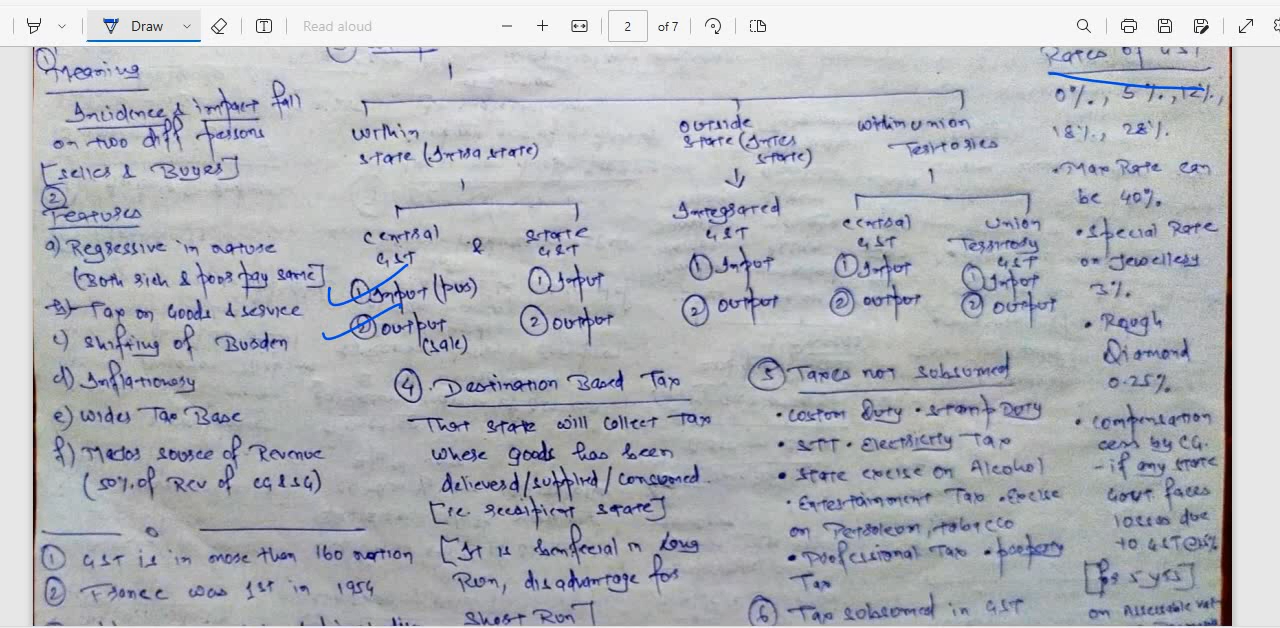 Draw
Read aloud
2
of 7
① Meaning
Incidence & impact fall
on two diff persons
[seller & Buyer]
②
Features
a) Regressive in nature
(Both rich & poor pay same]
b) Tax on Goods & service
c) Shifting of Burden
d) Inflationary
e) wider Tax Base
f) Major source of Revenue
(50% of Rev of CG & SG)
① GST is in more than 160 nation
② France was 1st in 1954
within
state (Intra state)
central
GST
① Input (pur)
② output
(sale)
&
state
GST
① Input
② output
outside
state (Inter
state)
Integrated
GST
① Input
② output
within union
Territories
central
GST
① Input
② output
union
Territory
GST
① Input
② output
④. Destination Based Tax
That state will collect Tax
where goods has been
delieverd/supplied/consumed.
[ie. recipient state]
[It is benfecial in Long
Run, disadvantage for
short Run]
⑤ Taxes not subsumed
• custom Duty • stamp Duty
• STT • Electricity Tax
• State excise on Alcohol
• Entertainment Tax • Excise
on Petroleum, tobacco
• Professional Tax • property
Tax
⑥ Tax subsumed in GST
Rates of GST
0%., 5%., 12%,
18%, 28%.
• Max Rate can
be 40%.
• special Rate
on Jewellery
3%.
• Rough
Diamond
0.25%.
• compensation
cess by CG.
- if any state
Govt. faces
losses due
to GST
[for 5 yrs]
on Assessable